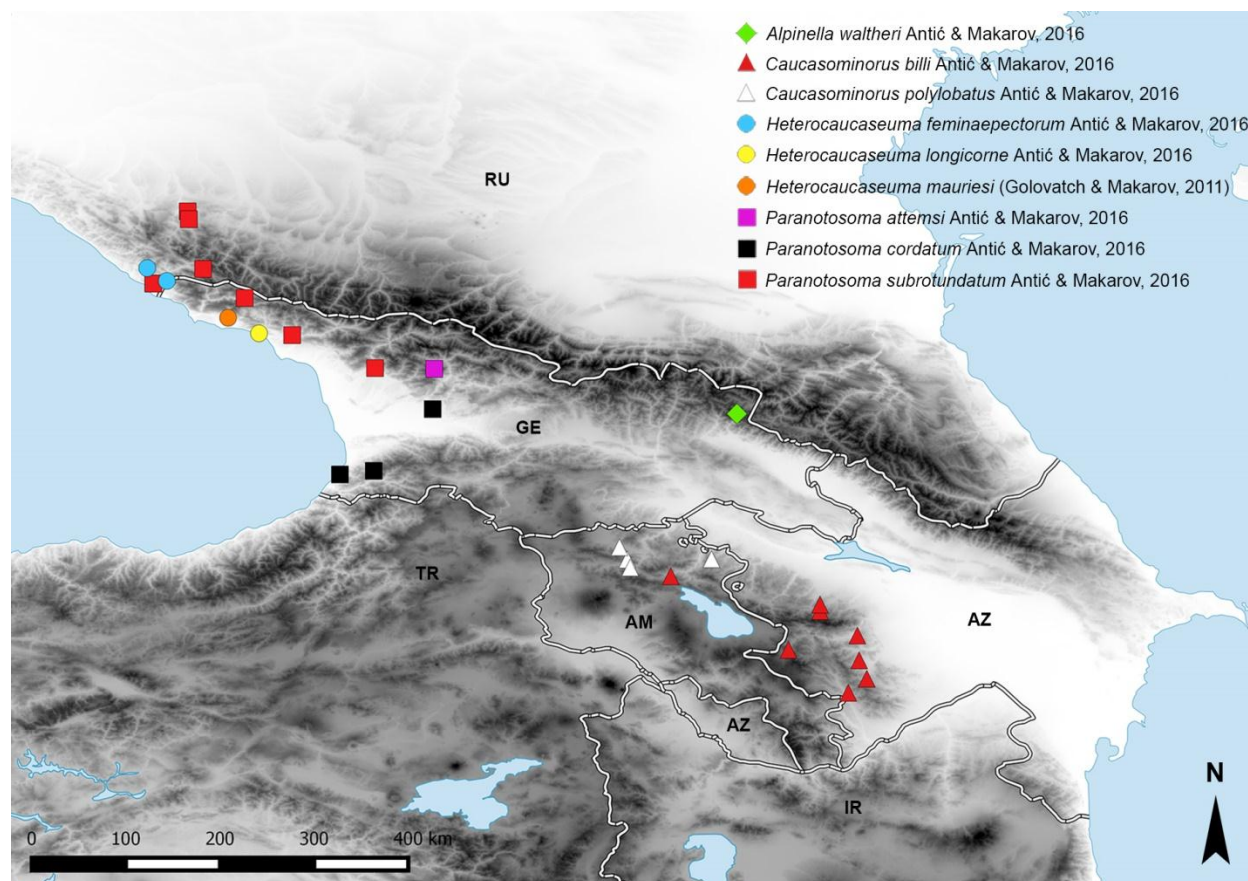 Alpinella waltheri Antić & Makarov, 2016
Caucasominorus billi Antić & Makarov, 2016
Caucasominorus polylobatus Antić & Makarov, 2016
Heterocaucaseuma feminaepectorum Antić & Makarov, 2016
Heterocaucaseuma longicorne Antić & Makarov, 2016
Heterocaucaseuma mauriesi (Golovatch & Makarov, 2011)
Paranotosoma attemsi Antić & Makarov, 2016
Paranotosoma cordatum Antić & Makarov, 2016
Paranotosoma subrotundatum Antić & Makarov, 2016
RU
GE
TR
AM
AZ
AZ
IR
N
0 100 200 300 400 km